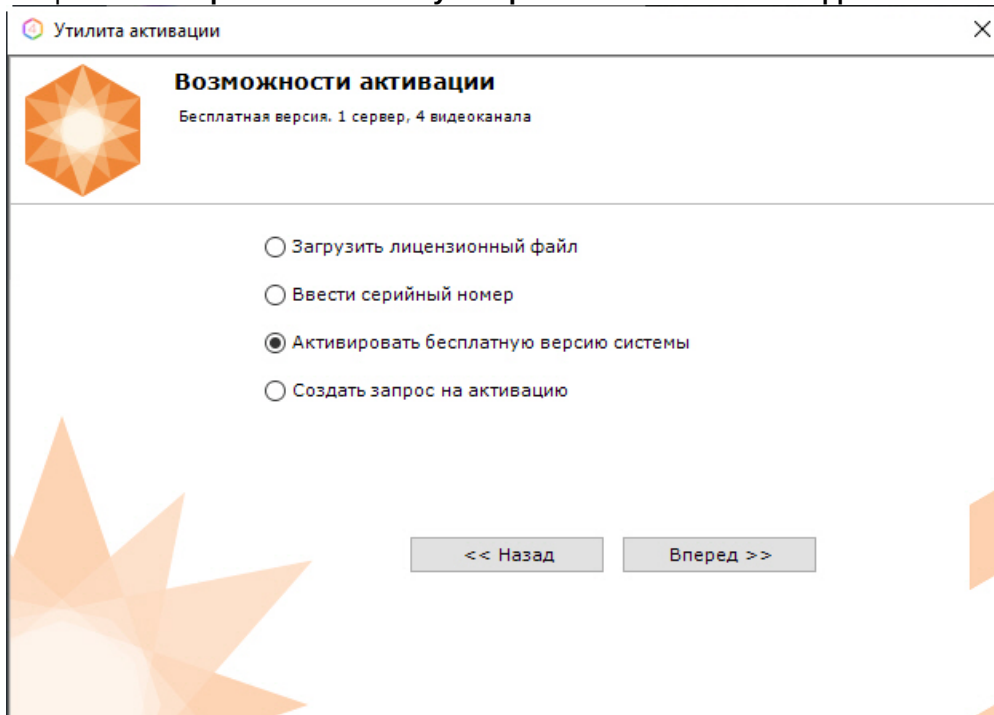 Утилита активации
Возможности активации
Бесплатная версия. 1 сервер, 4 видеоканала
Загрузить лицензионный файл
Ввести серийный номер
Активировать бесплатную версию системы
Создать запрос на активацию
<< Назад
Вперед >>